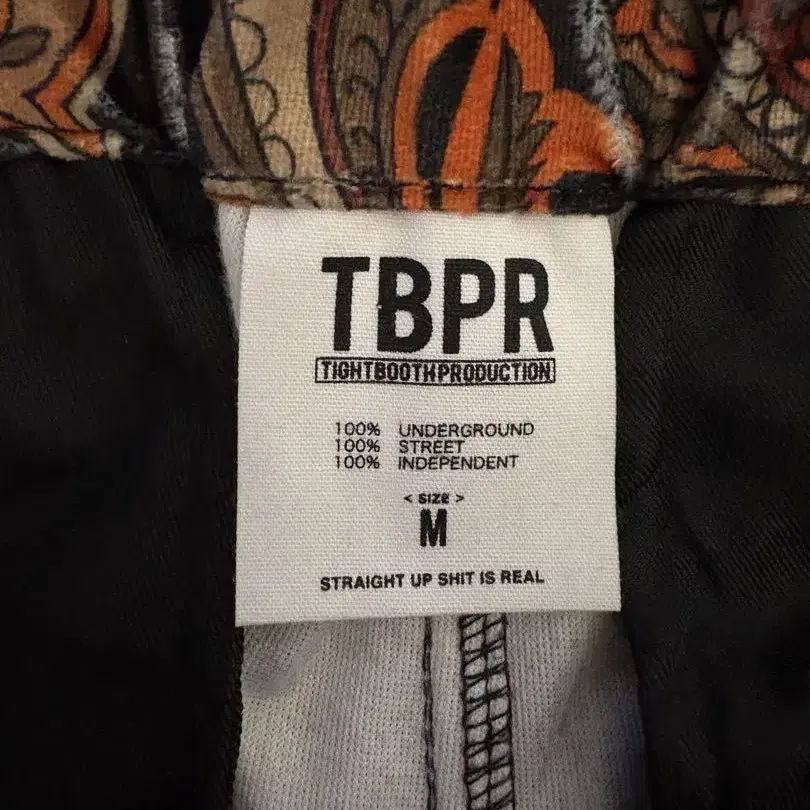 TBPR
TIGHTBOOTHPRODUCTION
100% UNDERGROUND
100% STREET
100% INDEPENDENT
< SIZE >
M
STRAIGHT UP SHIT IS REAL